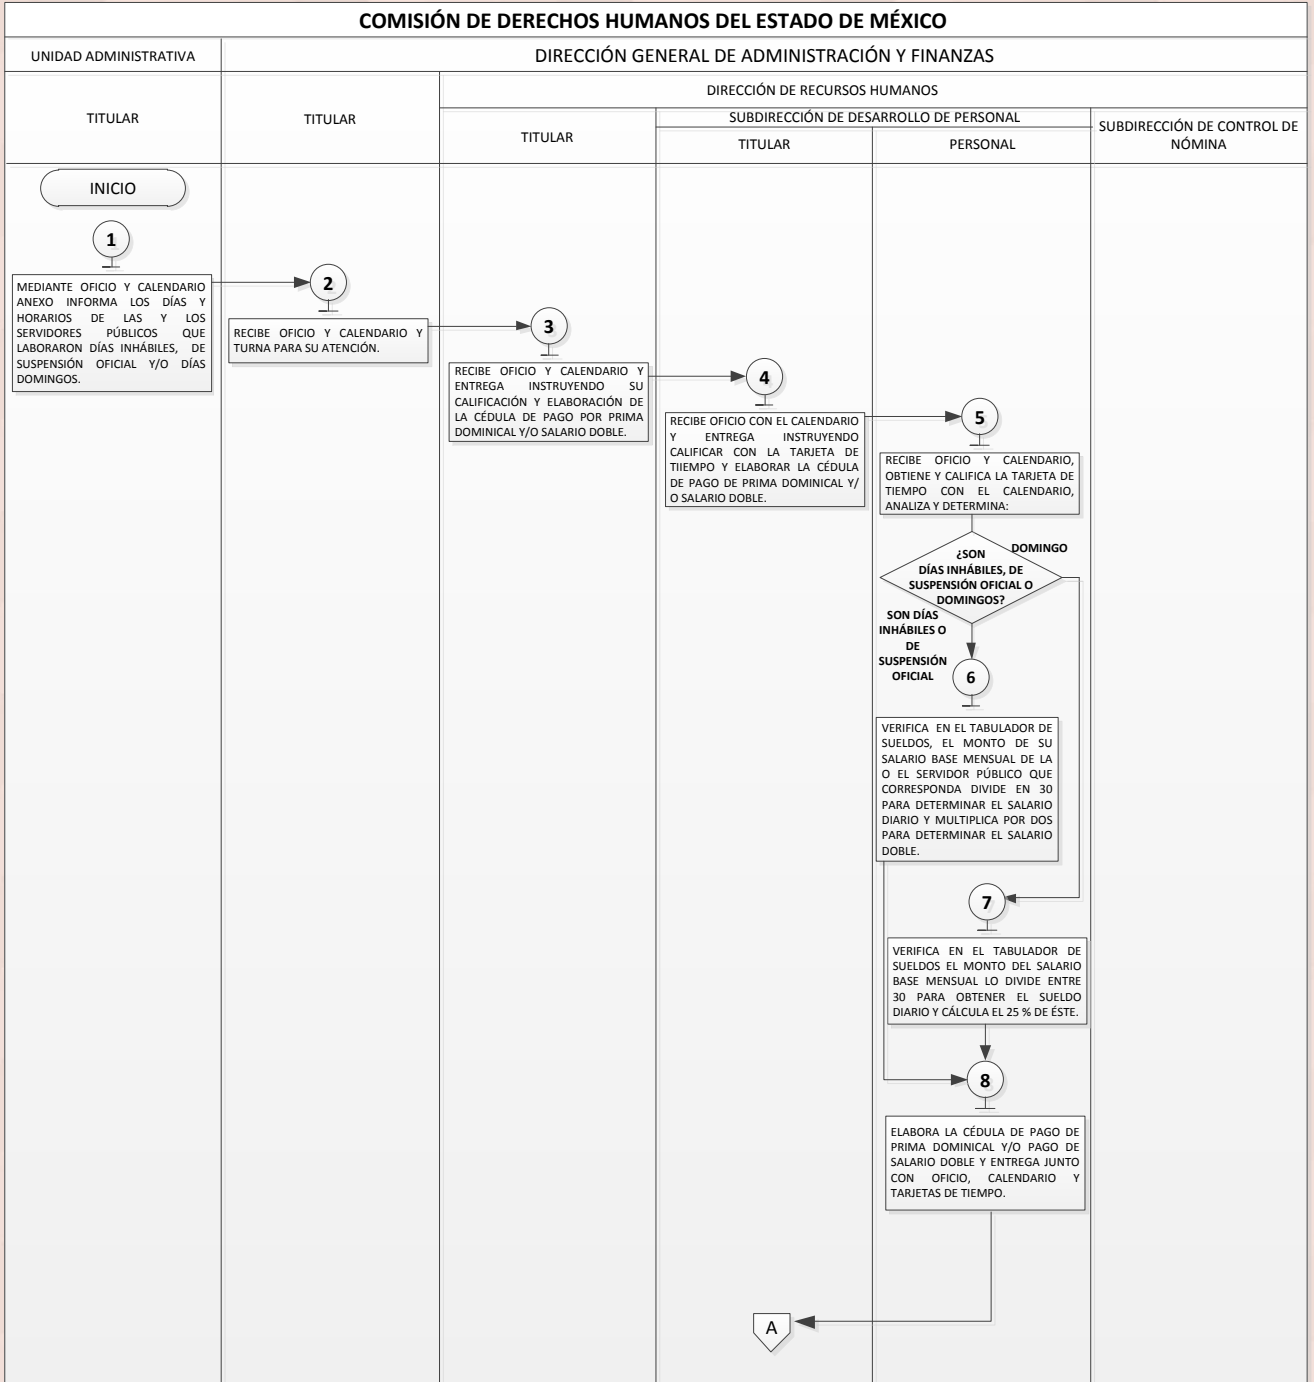 COMISIÓN DE DERECHOS HUMANOS DEL ESTADO DE MÉXICO
UNIDAD ADMINISTRATIVA
DIRECCIÓN GENERAL DE ADMINISTRACIÓN Y FINANZAS
DIRECCIÓN DE RECURSOS HUMANOS
TITULAR
TITULAR
TITULAR
SUBDIRECCIÓN DE DESARROLLO DE PERSONAL
TITULAR
PERSONAL
SUBDIRECCIÓN DE CONTROL DE
NÓMINA
INICIO
1
MEDIANTE OFICIO Y CALENDARIO
ANEXO INFORMA LOS DÍAS Y
HORARIOS DE LAS Y LOS
SERVIDORES PÚBLICOS QUE
LABORARON DÍAS INHÁBILES, DE
SUSPENSIÓN OFICIAL Y/O DÍAS
DOMINGOS.
2
RECIBE OFICIO Y CALENDARIO Y
TURNA PARA SU ATENCIÓN.
3
RECIBE OFICIO Y CALENDARIO Y
ENTREGA INSTRUYENDO SU
CALIFICACIÓN Y ELABORACIÓN DE
LA CÉDULA DE PAGO POR PRIMA
DOMINICAL Y/O SALARIO DOBLE.
4
RECIBE OFICIO CON EL CALENDARIO
Y ENTREGA INSTRUYENDO
CALIFICAR CON LA TARJETA DE
TIIEMPO Y ELABORAR LA CÉDULA
DE PAGO DE PRIMA DOMINICAL Y/
O SALARIO DOBLE.
5
RECIBE OFICIO Y CALENDARIO,
OBTIENE Y CALIFICA LA TARJETA DE
TIEMPO CON EL CALENDARIO,
ANALIZA Y DETERMINA:
¿SON
DÍAS INHÁBILES, DE
SUSPENSIÓN OFICIAL O
DOMINGOS?
DOMINGO
SON DÍAS
INHÁBILES O
DE
SUSPENSIÓN
OFICIAL
6
VERIFICA EN EL TABULADOR DE
SUELDOS, EL MONTO DE SU
SALARIO BASE MENSUAL DE LA
O EL SERVIDOR PÚBLICO QUE
CORRESPONDA DIVIDE EN 30
PARA DETERMINAR EL SALARIO
DIARIO Y MULTIPLICA POR DOS
PARA DETERMINAR EL SALARIO
DOBLE.
7
VERIFICA EN EL TABULADOR DE
SUELDOS EL MONTO DEL SALARIO
BASE MENSUAL LO DIVIDE ENTRE
30 PARA OBTENER EL SUELDO
DIARIO Y CÁLCULA EL 25 % DE ÉSTE.
8
ELABORA LA CÉDULA DE PAGO DE
PRIMA DOMINICAL Y/O PAGO DE
SALARIO DOBLE Y ENTREGA JUNTO
CON OFICIO, CALENDARIO Y
TARJETAS DE TIEMPO.
A